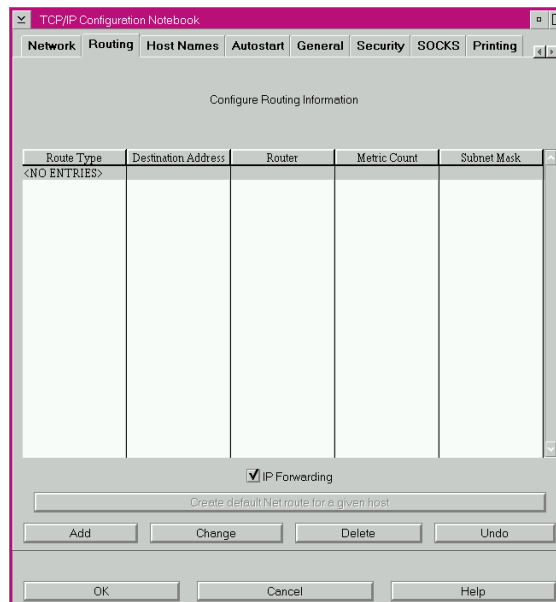 TCP/IP Configuration Notebook
Network Routing Host Names Autostart General Security SOCKS Printing
Configure Routing Information
Route Type Destination Address Router Metric Count Subnet Mask
<NO ENTRIES>
IP Forwarding
Create default Net route for a given host
Add Change Delete Undo
OK Cancel Help